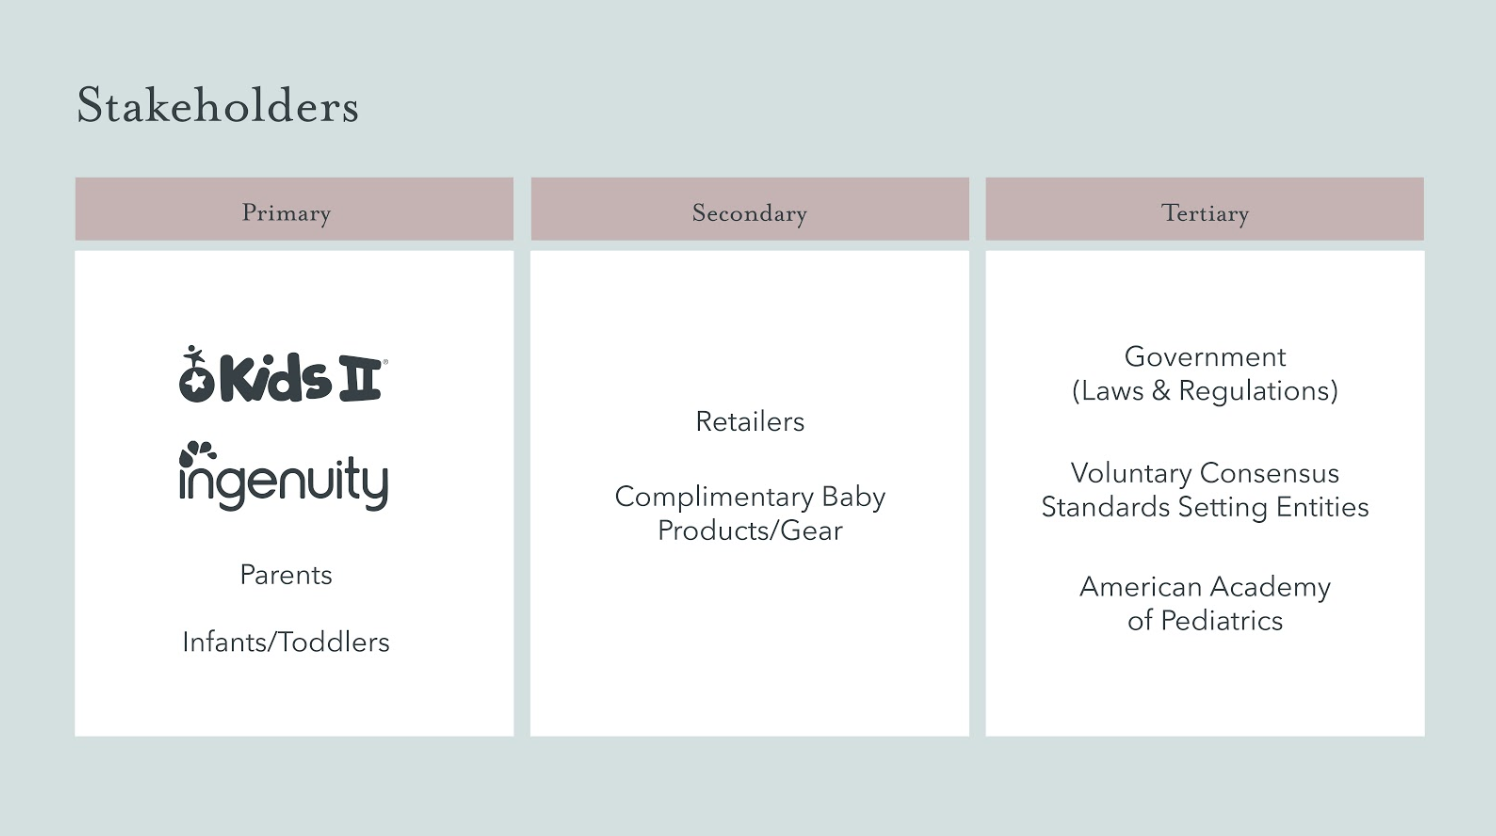 Stakeholders
Primary
Secondary
Tertiary
Kids II®
ingenuity
Parents
Infants/Toddlers
Retailers
Complimentary Baby
Products/Gear
Government
(Laws & Regulations)
Voluntary Consensus
Standards Setting Entities
American Academy
of Pediatrics